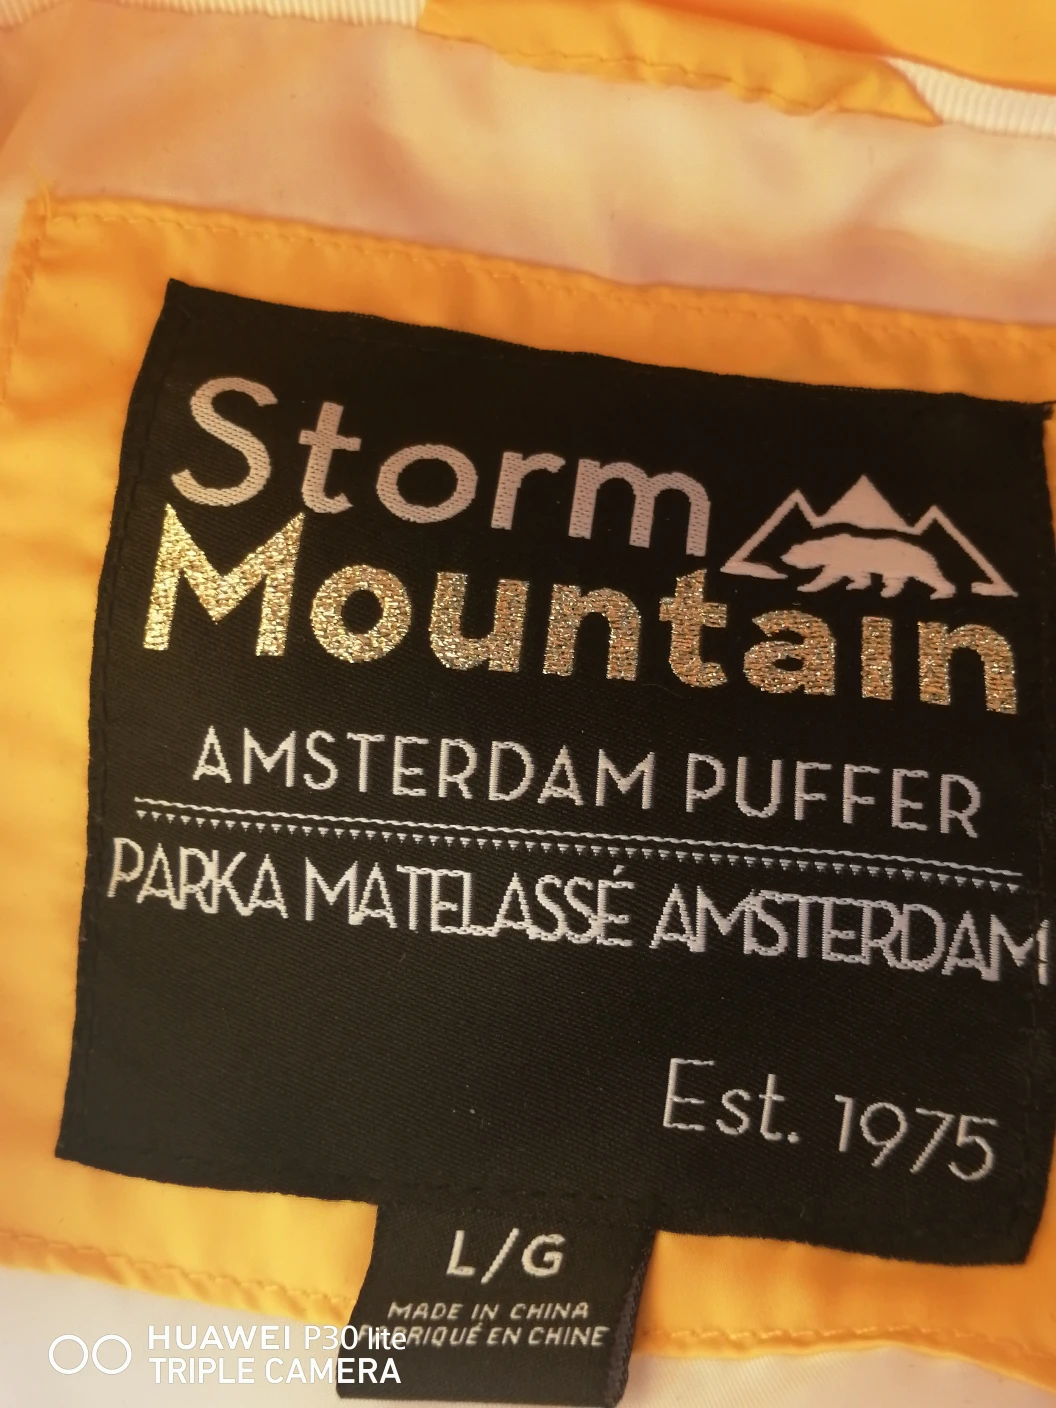 Storm
Mountain
AMSTERDAM PUFFER
PARKA MATELASSÉ AMSTERDAM
Est. 1975
L/G
MADE IN CHINA
FABRIQUÉ EN CHINE
HUAWEI P30 lite
TRIPLE CAMERA